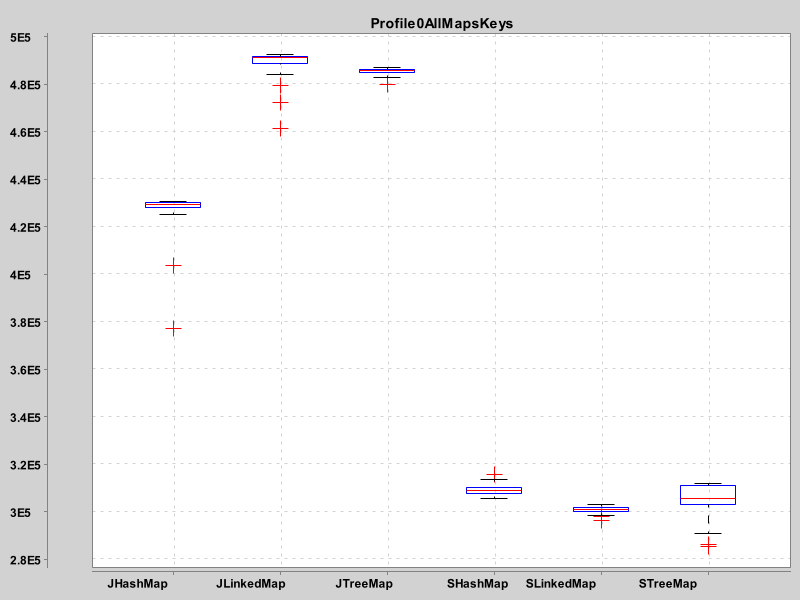 Profile0AllMapsKeys
5E5
4.8E5
4.6E5
4.4E5
4.2E5
4E5
3.8E5
3.6E5
3.4E5
3.2E5
3E5
2.8E5
JHashMap JLinkedMap JTreeMap SHashMap SLinkedMap STreeMap